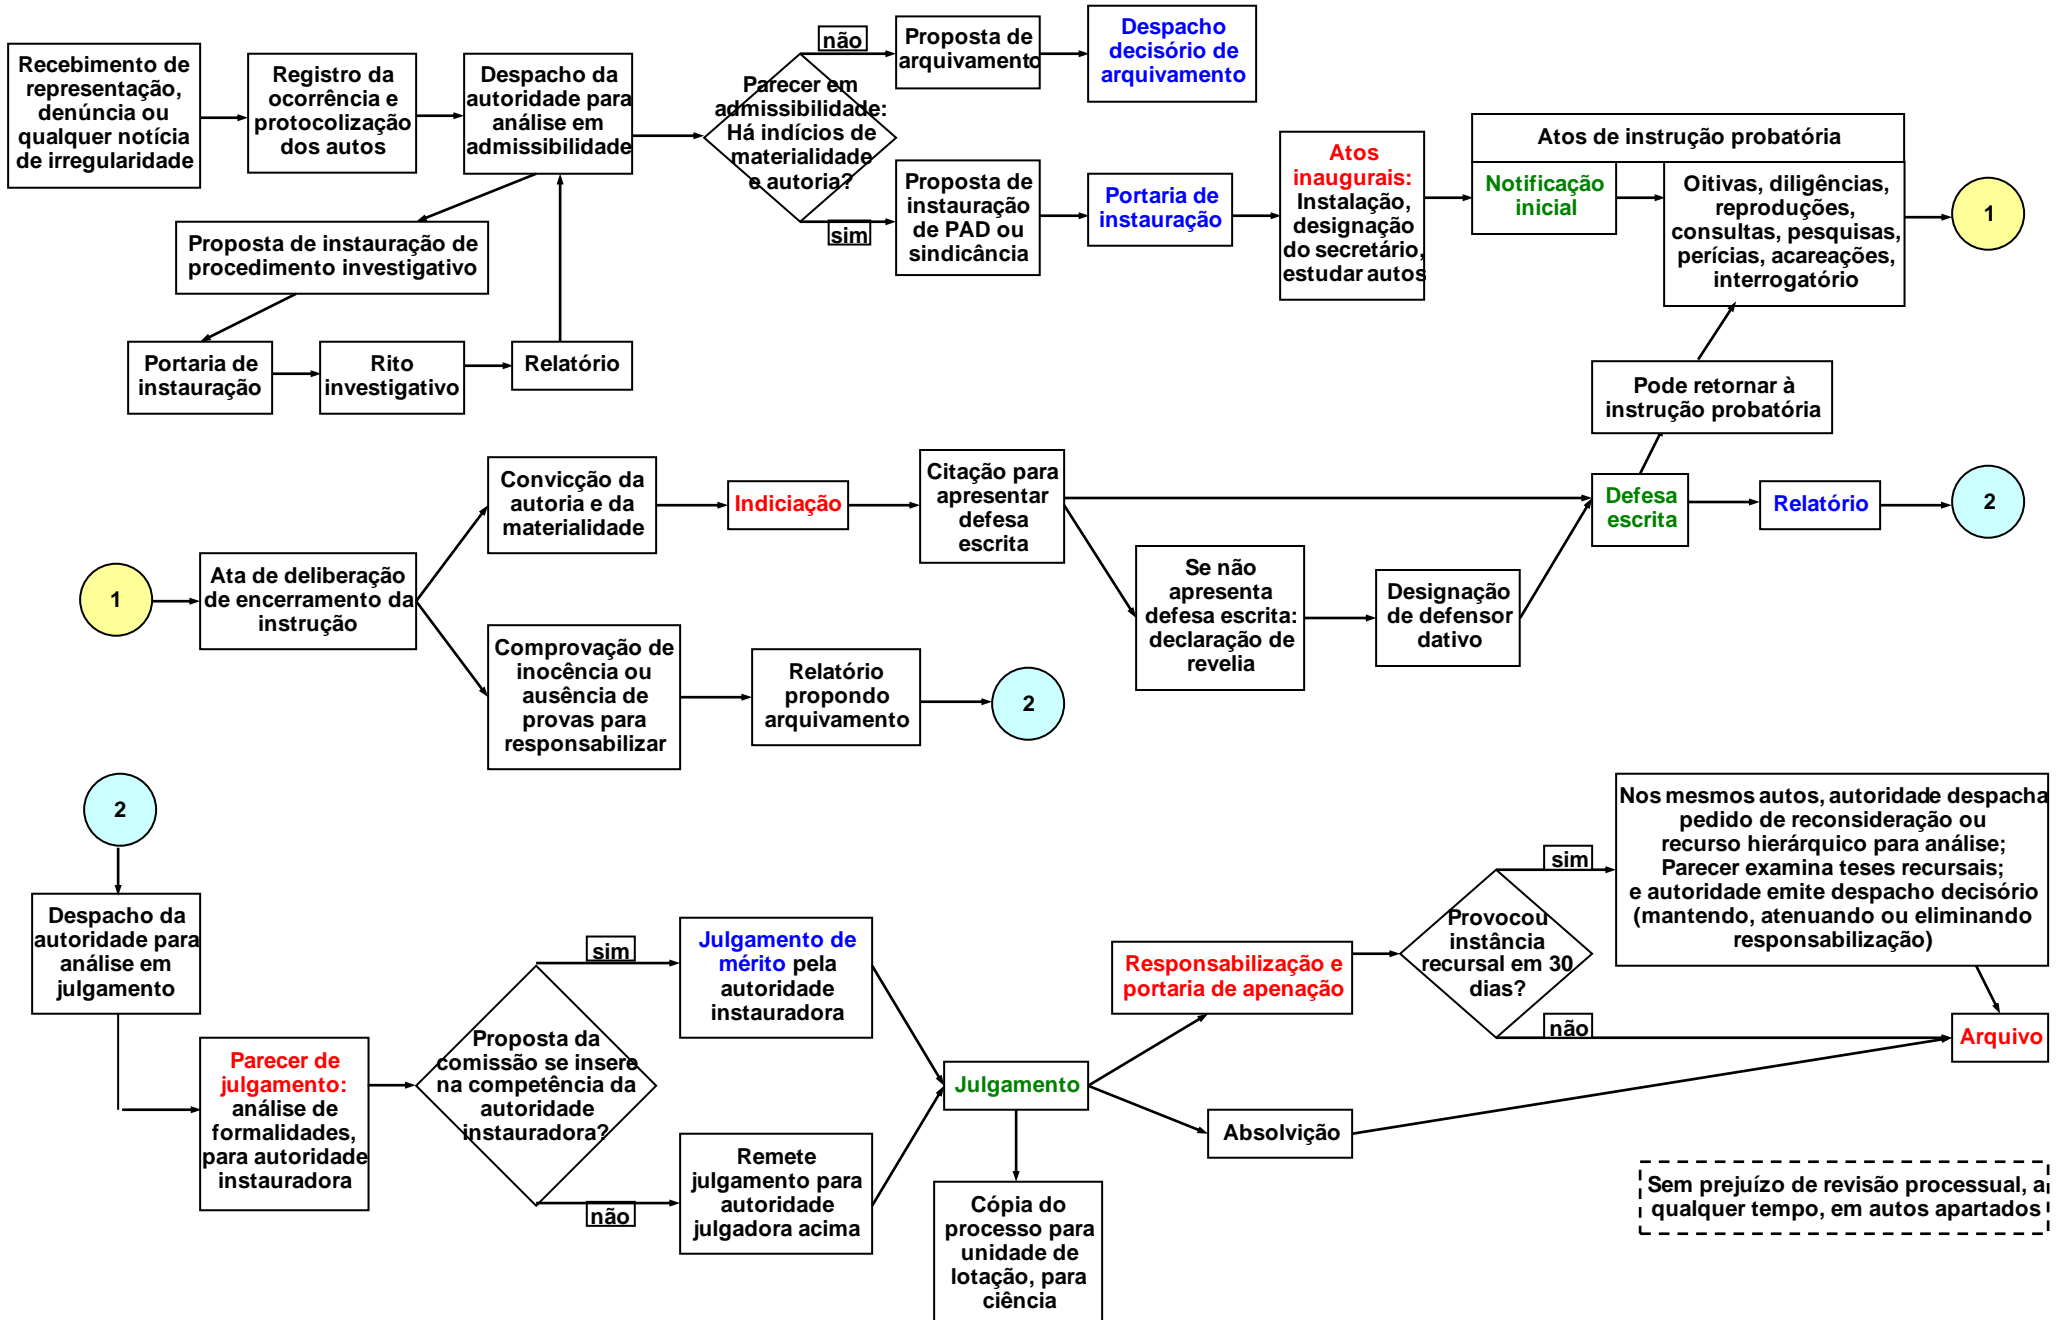 Recebimento de
representação,
denúncia ou
qualquer notícia
de irregularidade
Registro da
ocorrência e
protocolização
dos autos
Despacho da
autoridade para
análise em
admissibilidade
Parecer em
admissibilidade:
Há indícios de
materialidade
e autoria?
não
Proposta de
arquivamento
Despacho
decisório de
arquivamento
sim
Proposta de
instauração
de PAD ou
sindicância
Portaria de
instauração
Atos
inaugurais:
Instalação,
designação
do secretário,
estudar autos
Atos de instrução probatória
Notificação
inicial
Oitivas, diligências,
reproduções,
consultas, pesquisas,
perícias, acareações,
interrogatório
1
Proposta de instauração de
procedimento investigativo
Portaria de
instauração
Rito
investigativo
Relatório
Pode retornar à
instrução probatória
1
Ata de deliberação
de encerramento da
instrução
Convicção da
autoria e da
materialidade
Indiciação
Citação para
apresentar
defesa
escrita
Se não
apresenta
defesa escrita:
declaração de
revelia
Designação
de defensor
dativo
Defesa
escrita
Relatório
2
Comprovação de
inocência ou
ausência de
provas para
responsabilizar
Relatório
propondo
arquivamento
2
2
Despacho da
autoridade para
análise em
julgamento
Parecer de
julgamento:
análise de
formalidades,
para autoridade
instauradora
Proposta da
comissão se insere
na competência da
autoridade
instauradora?
sim
Julgamento de
mérito pela
autoridade
instauradora
não
Remete
julgamento para
autoridade
julgadora acima
Julgamento
Cópia do
processo para
unidade de
lotação, para
ciência
Responsabilização e
portaria de apenação
Absolvição
Provocou
instância
recursal em 30
dias?
sim
Nos mesmos autos, autoridade despacha
pedido de reconsideração ou
recurso hierárquico para análise;
Parecer examina teses recursais;
e autoridade emite despacho decisório
(mantendo, atenuando ou eliminando
responsabilização)
não
Arquivo
Sem prejuízo de revisão processual, a
qualquer tempo, em autos apartados